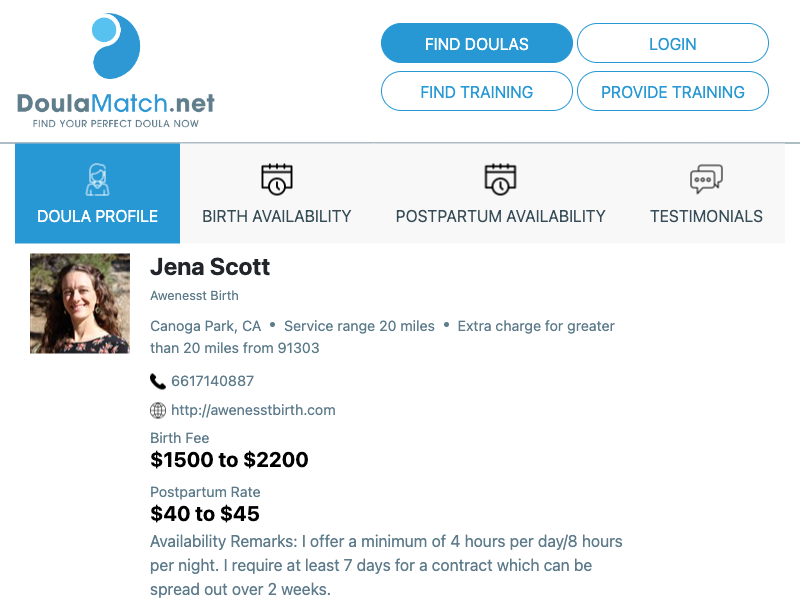 DoulaMatch.net
FIND YOUR PERFECT DOULA NOW
FIND DOULAS
LOGIN
FIND TRAINING
PROVIDE TRAINING
DOULA PROFILE
BIRTH AVAILABILITY
POSTPARTUM AVAILABILITY
TESTIMONIALS
Jena Scott
Awenesst Birth
Canoga Park, CA • Service range 20 miles • Extra charge for greater
than 20 miles from 91303
6617140887
http://awenesstbirth.com
Birth Fee
$1500 to $2200
Postpartum Rate
$40 to $45
Availability Remarks: I offer a minimum of 4 hours per day/8 hours
per night. I require at least 7 days for a contract which can be
spread out over 2 weeks.